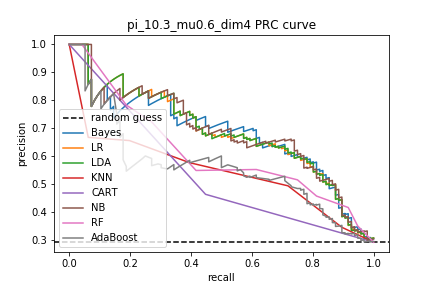 pi_10.3_mu0.6_dim4 PRC curve
1.0
0.9
0.8
0.7
0.6
0.5
0.4
0.3
precision
random guess
Bayes
LR
LDA
KNN
CART
NB
RF
AdaBoost
0.0 0.2 0.4 0.6 0.8 1.0
recall